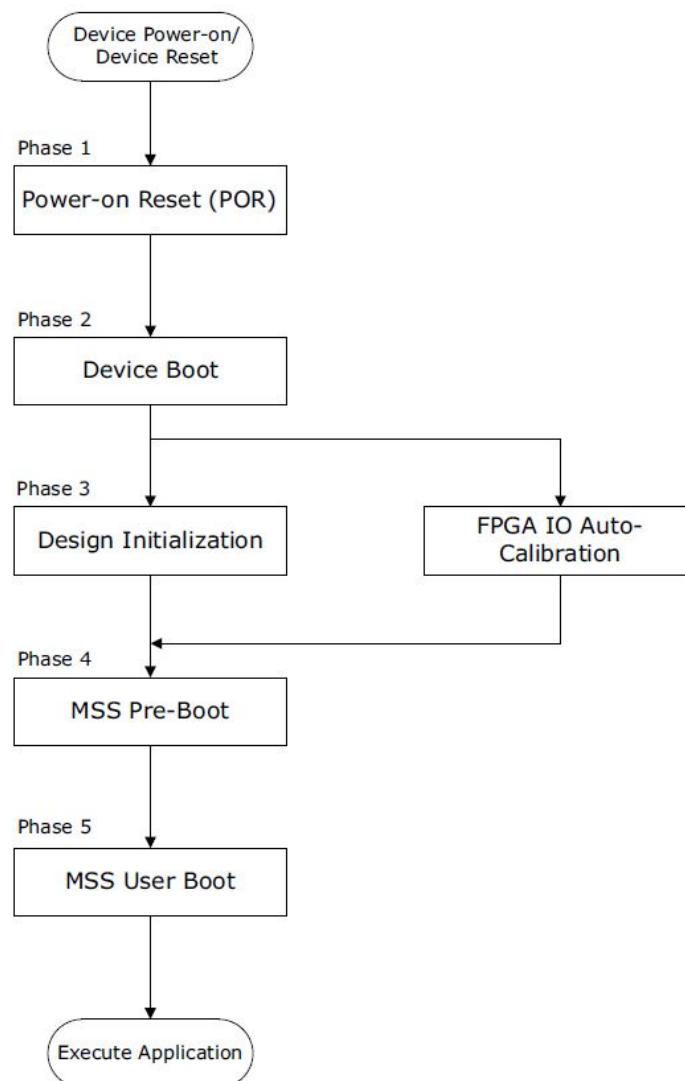 Device Power-on/
Device Reset
Phase 1
Power-on Reset (POR)
Phase 2
Device Boot
Phase 3
Design Initialization
FPGA IO Auto-
Calibration
Phase 4
MSS Pre-Boot
Phase 5
MSS User Boot
Execute Application